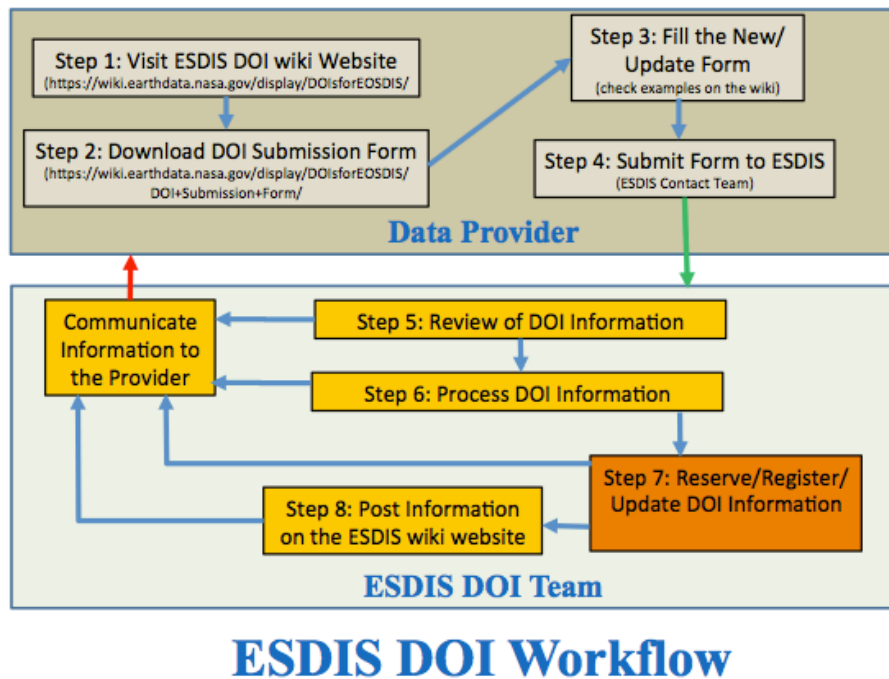 Step 1: Visit ESDIS DOI wiki Website
(https://wiki.earthdata.nasa.gov/display/DOIsforEOSDIS/
Step 2: Download DOI Submission Form
(https://wiki.earthdata.nasa.gov/display/DOIsforEOSDIS/
DOI+Submission+Form/
Step 3: Fill the New/
Update Form
(check examples on the wiki)
Step 4: Submit Form to ESDIS
(ESDIS Contact Team)
Data Provider
Communicate
Information to
the Provider
Step 5: Review of DOI Information
Step 6: Process DOI Information
Step 7: Reserve/Register/
Update DOI Information
Step 8: Post Information
on the ESDIS wiki website
ESDIS DOI Team
ESDIS DOI Workflow